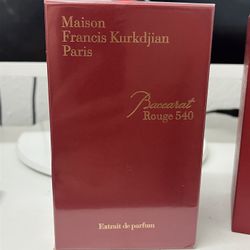 Maison
Francis Kurkdjian
Paris
Baccarat
Rouge 540
Extrait de parfum